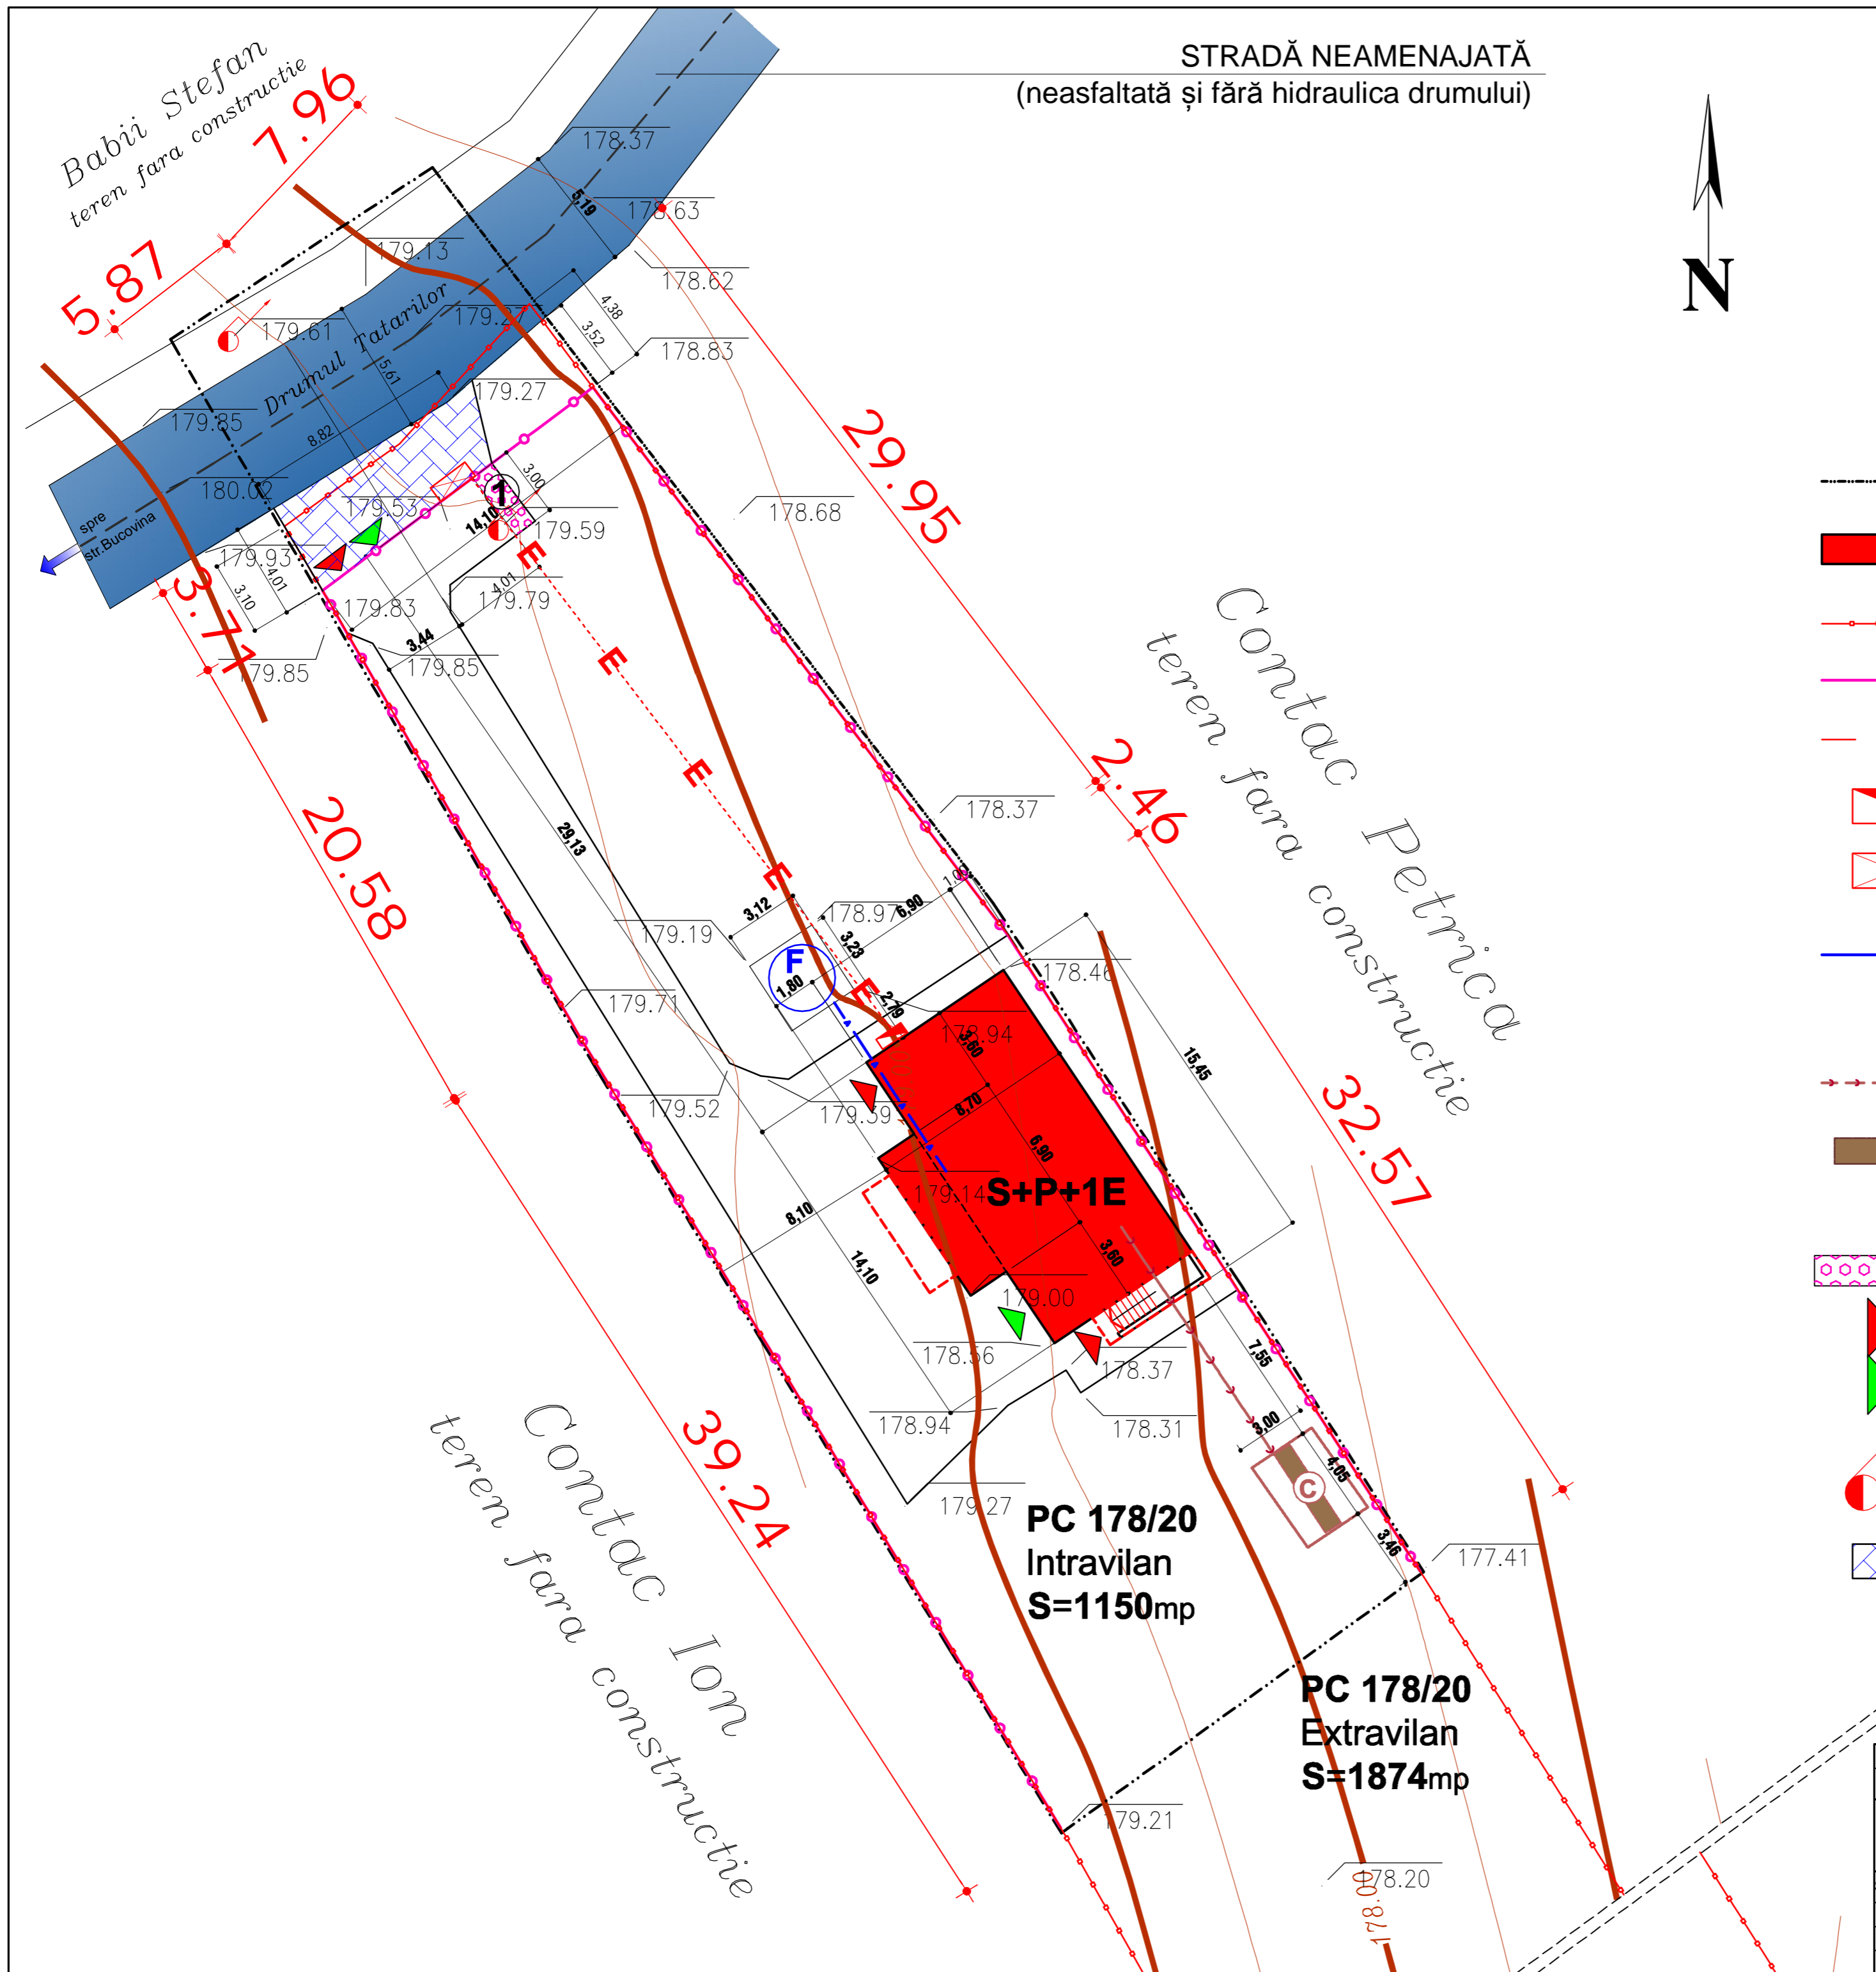 STRADĂ NEAMENAJATĂ
(neasfaltată și fără hidraulica drumului)
Babii Stefan
teren fara constructie
7.96
5.87
178.37
5,19
178.63
179.13
178.62
N
179.61
Drumul Tatarilor
179.27
4,38
3,52
178.83
5,61
179.27
179.85
8,82
29.95
180.02
179.53
1
3,00
178.68
spre
str.Bucovina
14,10
179.59
E
179.93
4,01
3,10
3.71
179.83
4,01
179.79
3,44
179.85
179.85
E
Contac Petrica
teren fara constructie
2.46
E
178.37
20.58
29,13
E
1,00
3,12
178.97
6,90
179.19
3,23
F
1,80
E
2,79
178.46
179.71
178.94
3,60
15,45
179.52
179.39
8,70
32.57
6,90
179.14
S+P+1E
8,10
14,10
3,60
179.00
178.56
178.37
7,55
178.94
178.31
3,00
39.24
4,05
C
179.27
Contac Ion
teren fara constructie
PC 178/20
Intravilan
S=1150mp
3,46
177.41
PC 178/20
Extravilan
S=1874mp
179.21
178.20
178.00